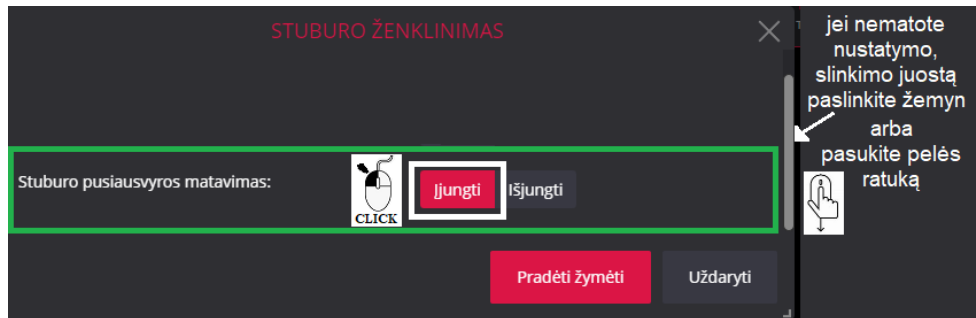 STUBURO ŽENKLINIMAS
jei nematote
nustatymo,
slinkimo juostą
paslinkite žemyn
arba
pasukite pelės
ratuką
Stuburo pusiausvyros matavimas:
CLICK
Įjungti
Išjungti
Pradėti žymėti
Uždaryti